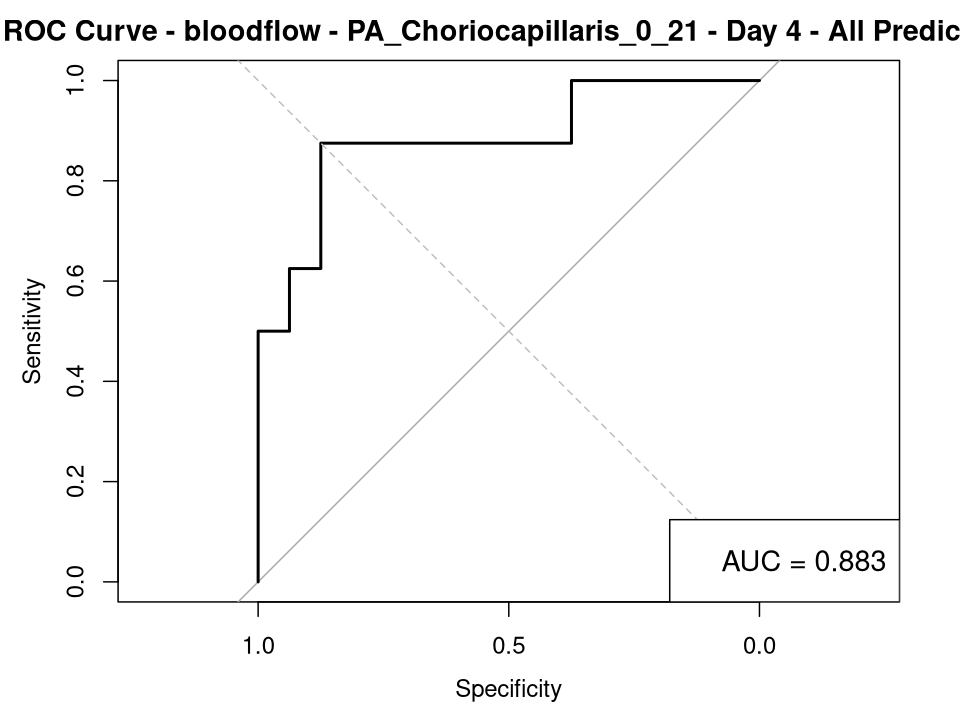 ROC Curve - bloodflow - PA_Choriocapillaris_0_21 - Day 4 - All Predic
1.0
0.8
0.6
0.4
0.2
0.0
Sensitivity
AUC = 0.883
1.0 0.5 0.0
Specificity